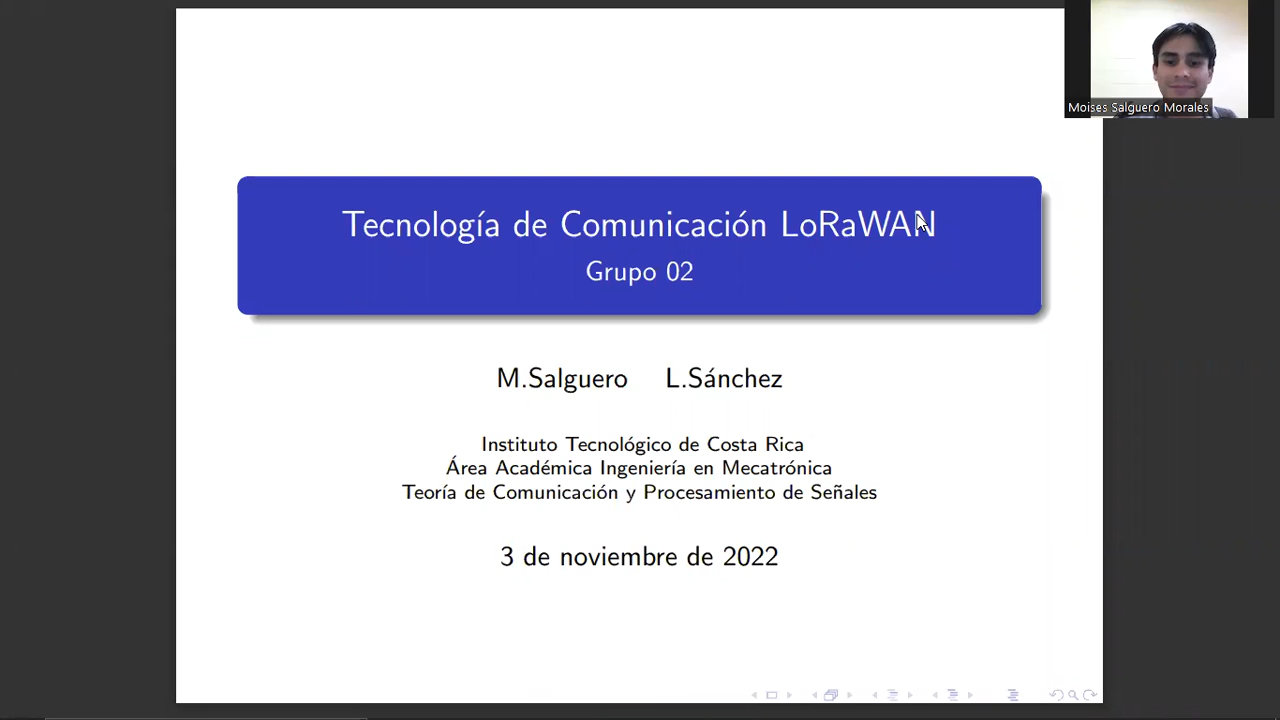 Moises Salguero Morales
Tecnología de Comunicación LoRaWAN
Grupo 02
M.Salguero L.Sánchez
Instituto Tecnológico de Costa Rica
Área Académica Ingeniería en Mecatrónica
Teoría de Comunicación y Procesamiento de Señales
3 de noviembre de 2022